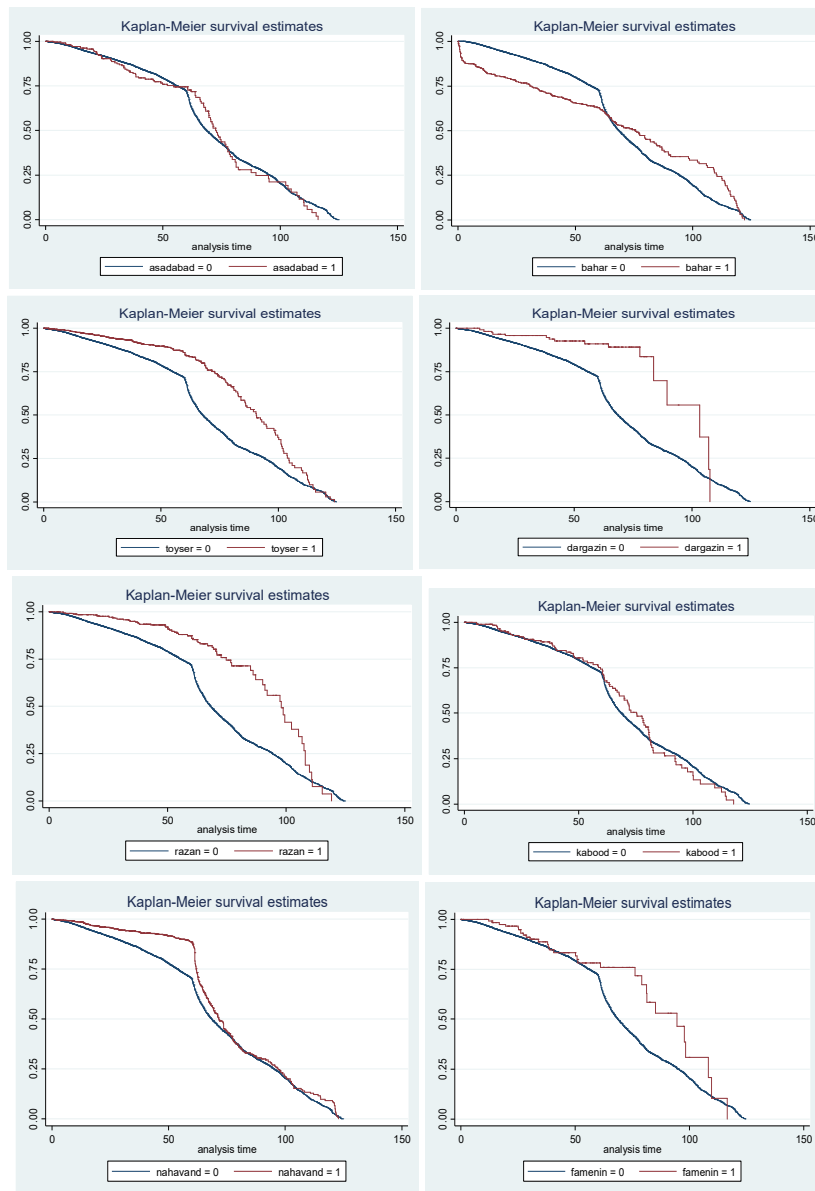 Kaplan-Meier survival estimates
1.00
0.75
0.50
0.25
0.00
0 50 100 150
analysis time
asadabad = 0 asadabad = 1
Kaplan-Meier survival estimates
1.00
0.75
0.50
0.25
0.00
0 50 100 150
analysis time
bahar = 0 bahar = 1
Kaplan-Meier survival estimates
1.00
0.75
0.50
0.25
0.00
0 50 100 150
analysis time
toyser = 0 toyser = 1
Kaplan-Meier survival estimates
1.00
0.75
0.50
0.25
0.00
0 50 100 150
analysis time
dargazin = 0 dargazin = 1
Kaplan-Meier survival estimates
1.00
0.75
0.50
0.25
0.00
0 50 100 150
analysis time
razan = 0 razan = 1
Kaplan-Meier survival estimates
1.00
0.75
0.50
0.25
0.00
0 50 100 150
analysis time
kabood = 0 kabood = 1
Kaplan-Meier survival estimates
1.00
0.75
0.50
0.25
0.00
0 50 100 150
analysis time
nahavand = 0 nahavand = 1
Kaplan-Meier survival estimates
1.00
0.75
0.50
0.25
0.00
0 50 100 150
analysis time
famenin = 0 famenin = 1